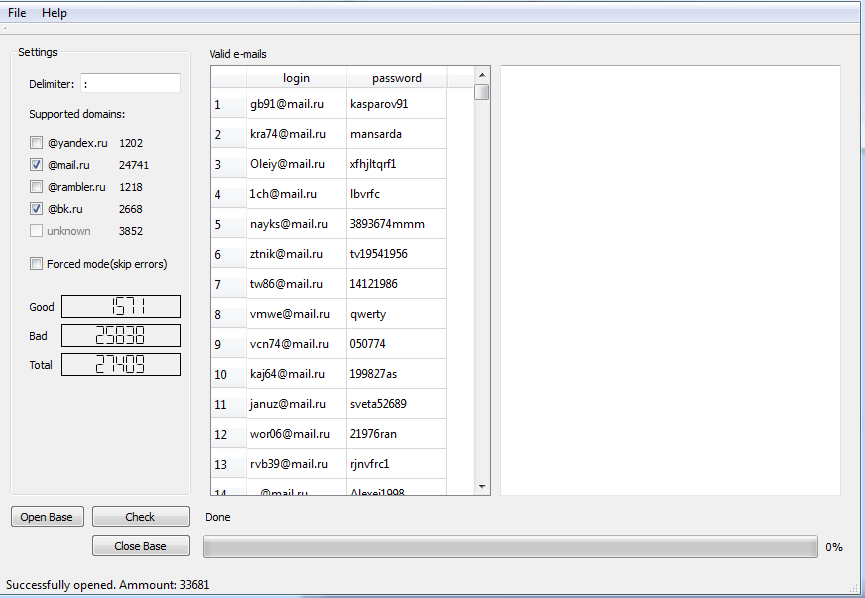 File Help
Settings
Delimiter: :
Supported domains:
@yandex.ru 1202
@mail.ru 24741
@rambler.ru 1218
@bk.ru 2668
unknown 3852
Forced mode(skip errors)
Good 1571
Bad 25838
Total 27409
Valid e-mails
login password
1 gb91@mail.ru kasparov91
2 kra74@mail.ru mansarda
3 Oleiy@mail.ru xfhjltqrf1
4 1ch@mail.ru lbvrfc
5 nayks@mail.ru 3893674mmm
6 ztnik@mail.ru tv19541956
7 tw86@mail.ru 14121986
8 vmwe@mail.ru qwerty
9 vcn74@mail.ru 050774
10 kaj64@mail.ru 199827as
11 januz@mail.ru sveta52689
12 wor06@mail.ru 21976ran
13 rvb39@mail.ru rjnvfrc1
14 @mail.ru Alexei1998
Open Base Check Done
Close Base 0%
Successfully opened. Ammount: 33681